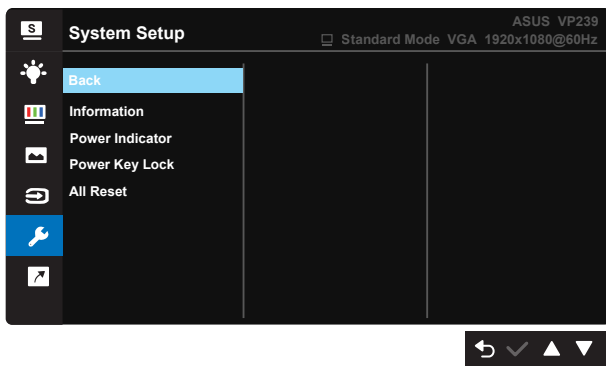 S
System Setup
ASUS VP239
Standard Mode VGA 1920x1080@60Hz
Back
Information
Power Indicator
Power Key Lock
All Reset